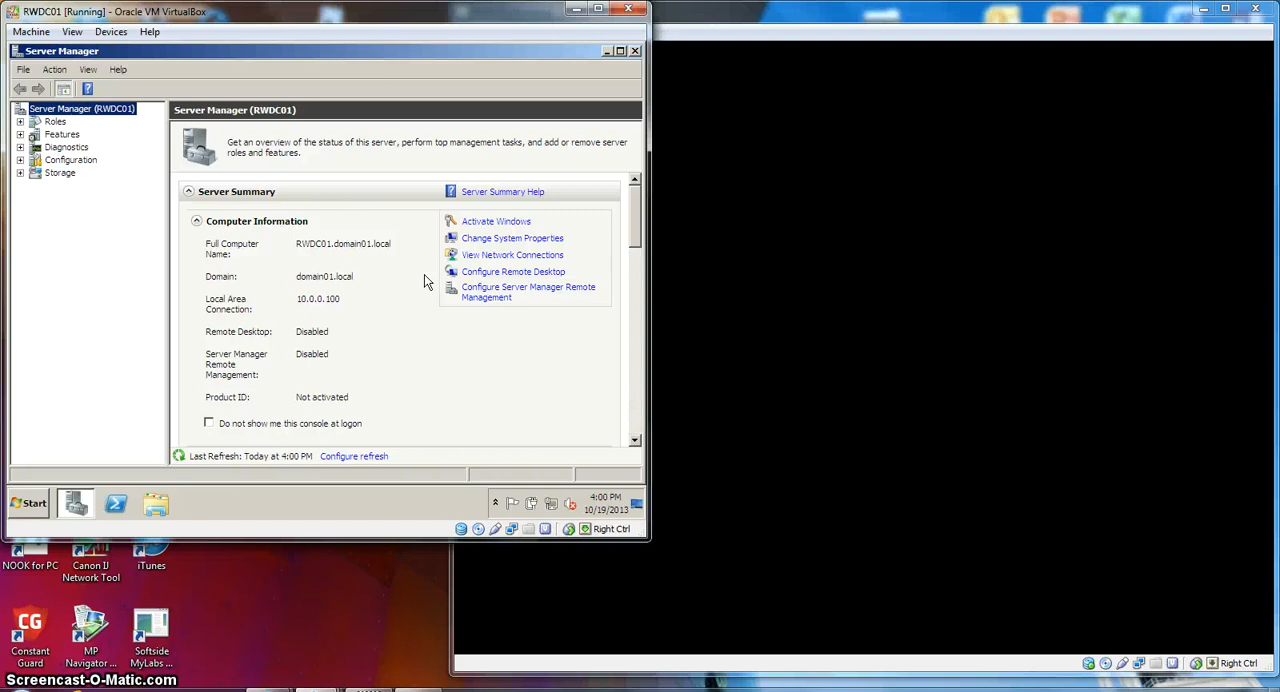 RWDC01 [Running] - Oracle VM VirtualBox
Machine View Devices Help
Server Manager
File Action View Help
Server Manager (RWDC01)
Roles
Features
Diagnostics
Configuration
Storage
Server Manager (RWDC01)
Get an overview of the status of this server, perform top management tasks, and add or remove server
roles and features.
Server Summary
Server Summary Help
Computer Information
Full Computer
Name:
RWDC01.domain01.local
Domain:
domain01.local
Local Area
Connection:
10.0.0.100
Remote Desktop:
Disabled
Server Manager
Remote
Management:
Disabled
Product ID:
Not activated
Do not show me this console at logon
Activate Windows
Change System Properties
View Network Connections
Configure Remote Desktop
Configure Server Manager Remote
Management
Last Refresh: Today at 4:00 PM Configure refresh
Start
4:00 PM
10/19/2013
Right Ctrl
NOOK for PC
Canon IJ
Network Tool
iTunes
CG
Constant
Guard
MP
Navigator ...
Softside
MyLabs ...
Right Ctrl
Screencast-O-Matic.com